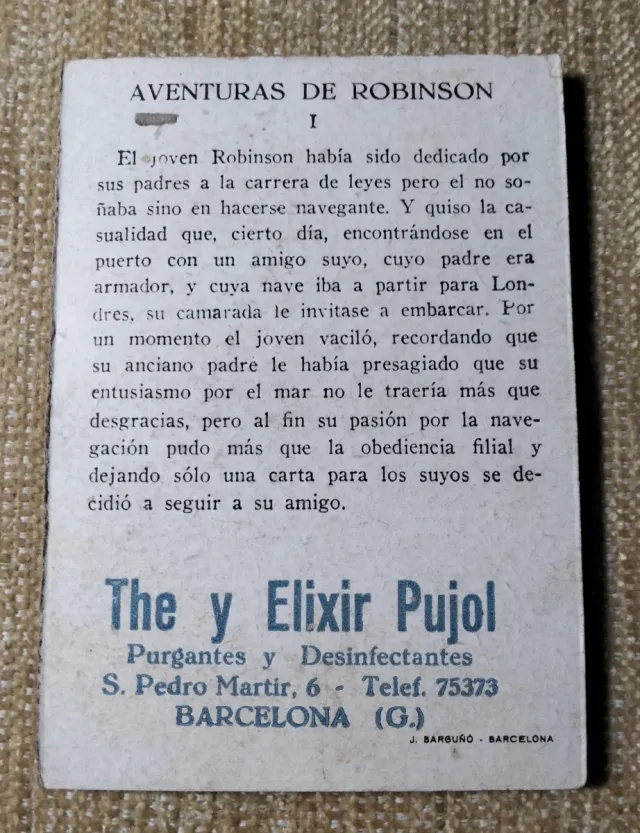 AVENTURAS DE ROBINSON
I
El joven Robinson había sido dedicado por
sus padres a la carrera de leyes pero el no so-
ñaba sino en hacerse navegante. Y quiso la ca-
sualidad que, cierto día, encontrándose en el
puerto con un amigo suyo, cuyo padre era
armador, y cuya nave iba a partir para Lon-
dres, su camarada le invitase a embarcar. Por
un momento el joven vaciló, recordando que
su anciano padre le había presagiado que su
entusiasmo por el mar no le traería más que
desgracias, pero al fin su pasión por la nave-
gación pudo más que la obediencia filial y
dejando sólo una carta para los suyos se de-
cidió a seguir a su amigo.
The y Elixir Pujol
Purgantes y Desinfectantes
S. Pedro Martir, 6 - Telef. 75373
BARCELONA (G.)
J. BARGUÑÓ - BARCELONA